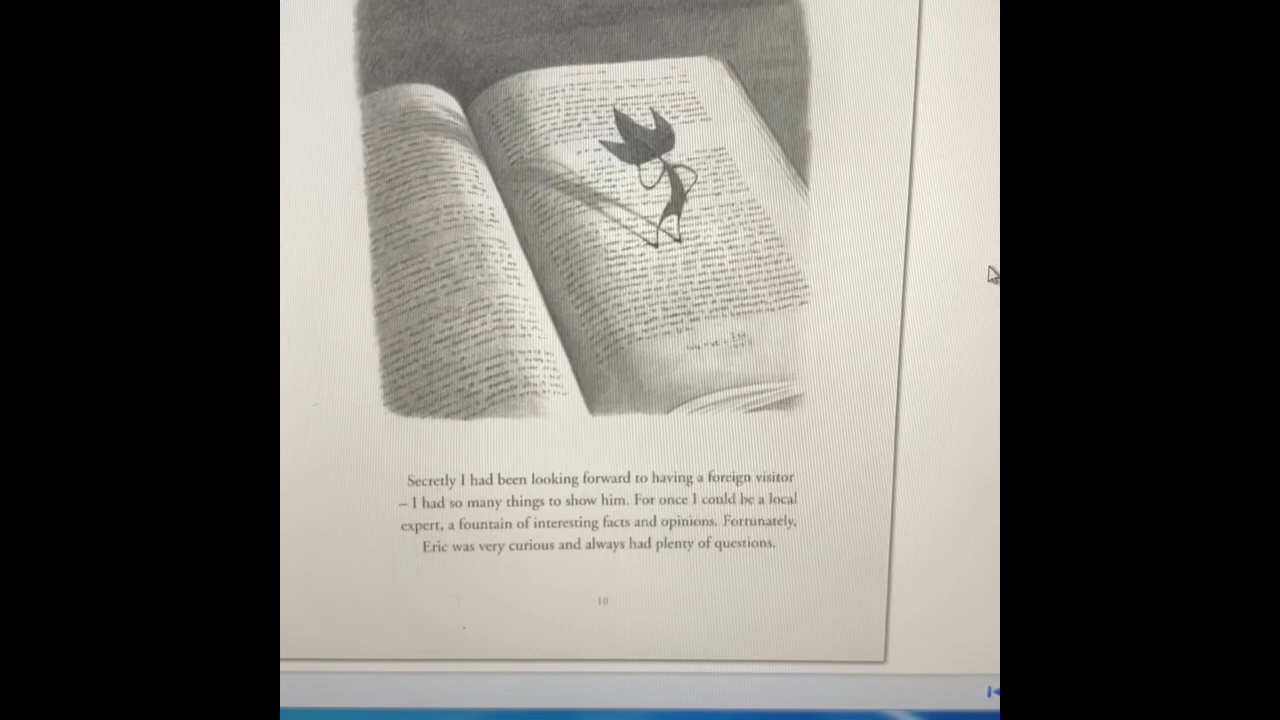 Secretly I had been looking forward to having a foreign visitor
– I had so many things to show him. For once I could be a local
expert, a fountain of interesting facts and opinions. Fortunately,
Eric was very curious and always had plenty of questions.
10